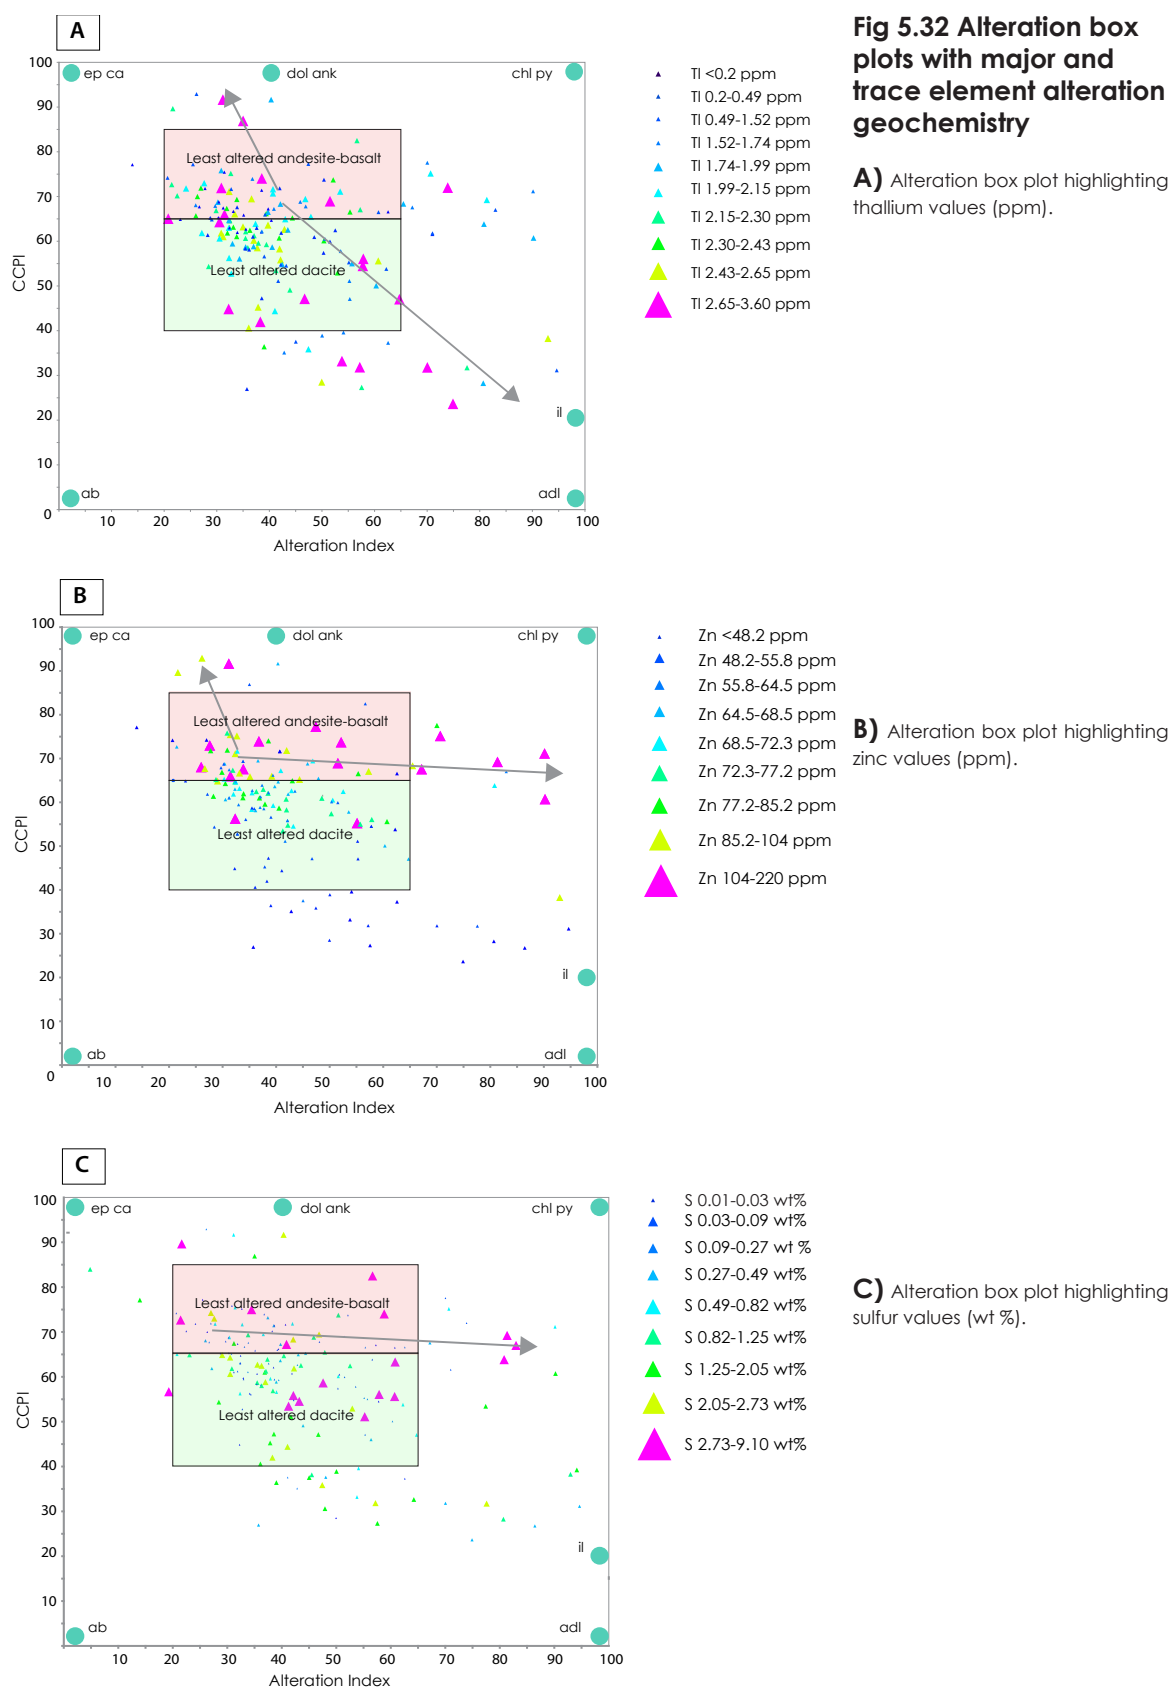 Fig 5.32 Alteration box
plots with major and
trace element alteration
geochemistry
A) Alteration box plot highlighting
thallium values (ppm).
A
100
90
80
70
60
50
40
30
20
10
0
CCPI
ep ca
dol ank
chl py
Least altered andesite-basalt
Least altered dacite
il
ab
adl
10 20 30 40 50 60 70 80 90 100
Alteration Index
Tl <0.2 ppm
Tl 0.2-0.49 ppm
Tl 0.49-1.52 ppm
Tl 1.52-1.74 ppm
Tl 1.74-1.99 ppm
Tl 1.99-2.15 ppm
Tl 2.15-2.30 ppm
Tl 2.30-2.43 ppm
Tl 2.43-2.65 ppm
Tl 2.65-3.60 ppm
B
100
90
80
70
60
50
40
30
20
10
0
CCPI
ep ca
dol ank
chl py
Least altered andesite-basalt
Least altered dacite
il
ab
adl
10 20 30 40 50 60 70 80 90 100
Alteration Index
Zn <48.2 ppm
Zn 48.2-55.8 ppm
Zn 55.8-64.5 ppm
Zn 64.5-68.5 ppm
Zn 68.5-72.3 ppm
Zn 72.3-77.2 ppm
Zn 77.2-85.2 ppm
Zn 85.2-104 ppm
Zn 104-220 ppm
B) Alteration box plot highlighting
zinc values (ppm).
C
100
90
80
70
60
50
40
30
20
10
CCPI
ep ca
dol ank
chl py
Least altered andesite-basalt
Least altered dacite
il
ab
adl
10 20 30 40 50 60 70 80 90 100
Alteration Index
S 0.01-0.03 wt%
S 0.03-0.09 wt%
S 0.09-0.27 wt %
S 0.27-0.49 wt%
S 0.49-0.82 wt%
S 0.82-1.25 wt%
S 1.25-2.05 wt%
S 2.05-2.73 wt%
S 2.73-9.10 wt%
C) Alteration box plot highlighting
sulfur values (wt %).